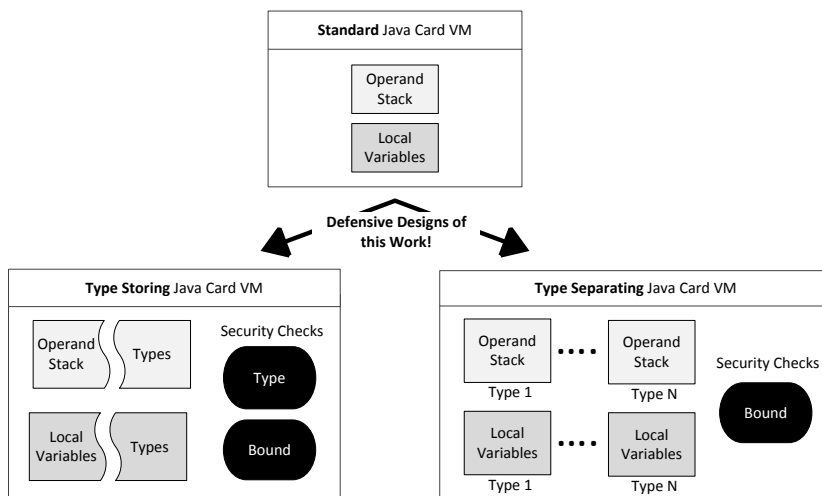 Standard Java Card VM
Operand
Stack
Local
Variables
Defensive Designs of
this Work!
Type Storing Java Card VM
Operand
Stack
Types
Local
Variables
Types
Security Checks
Type
Bound
Type Separating Java Card VM
Operand
Stack
Type 1
Operand
Stack
Type N
Local
Variables
Type 1
Local
Variables
Type N
Security Checks
Bound